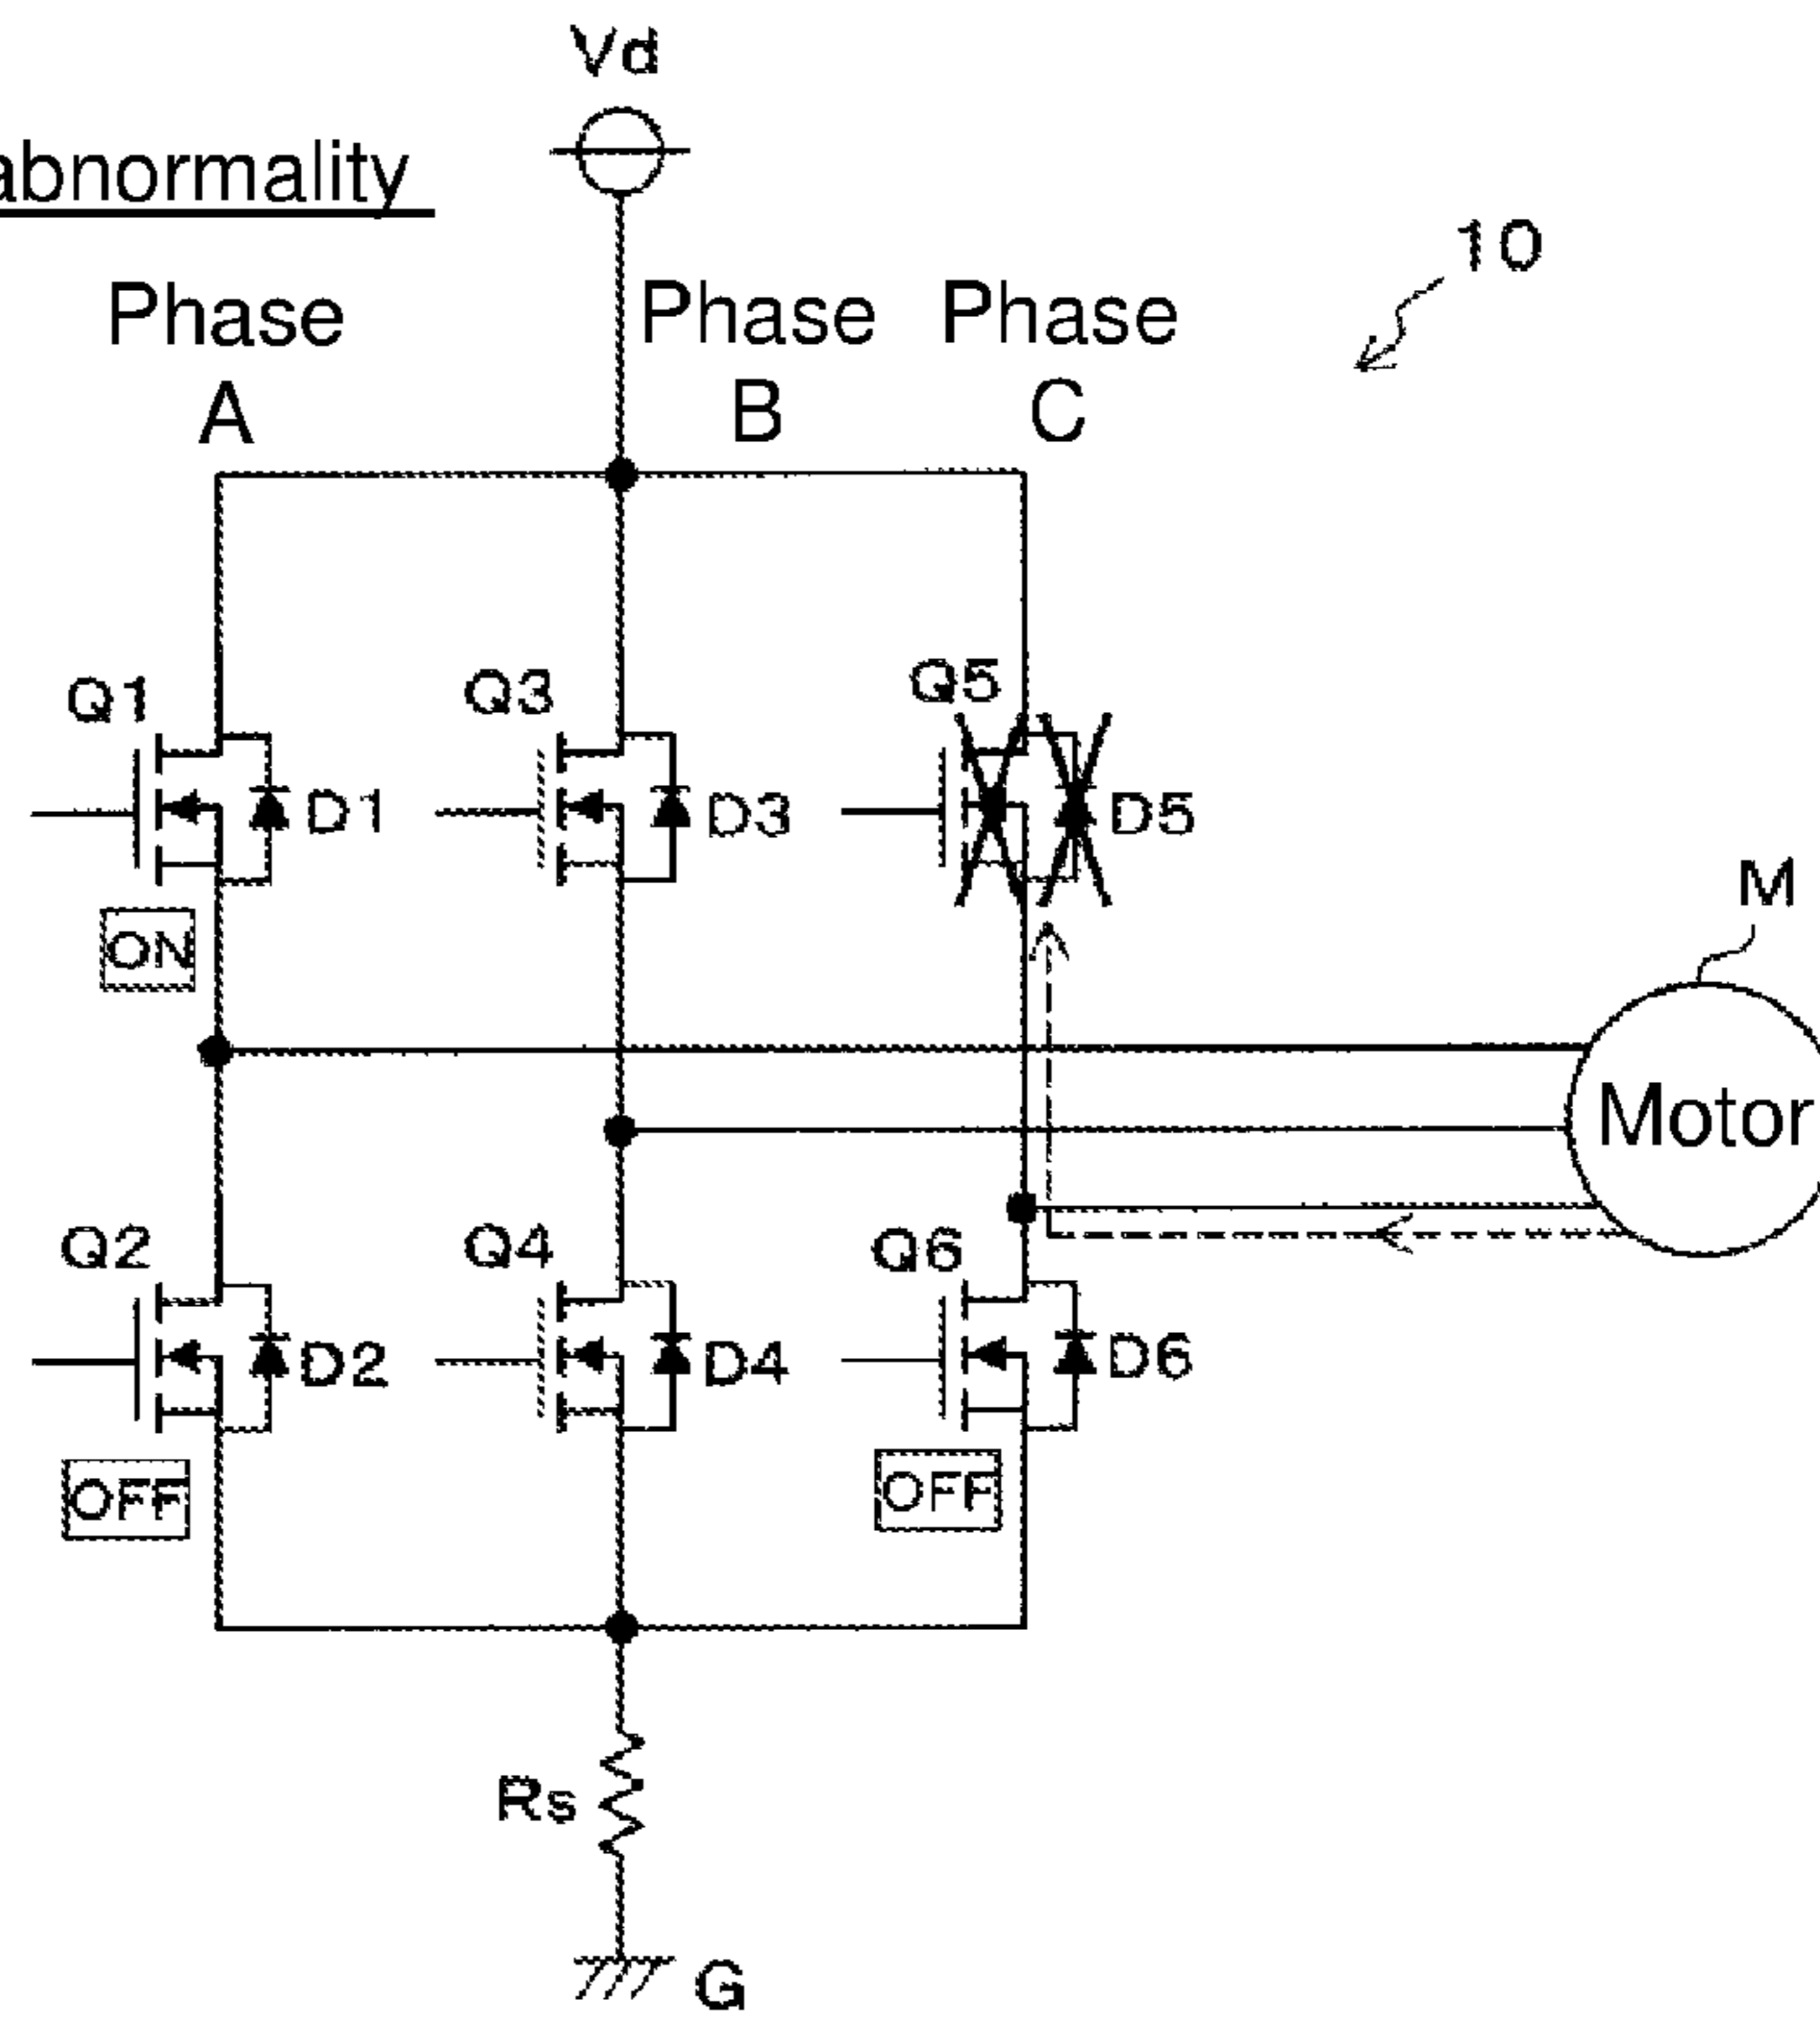 Vd
abnormality
10
Phase
A
Phase
B
Phase
C
Q1
Q3
Q5
D1
D3
D5
ON
M
Motor
Q2
Q4
Q6
D2
D4
D6
OFF
OFF
Rs
G